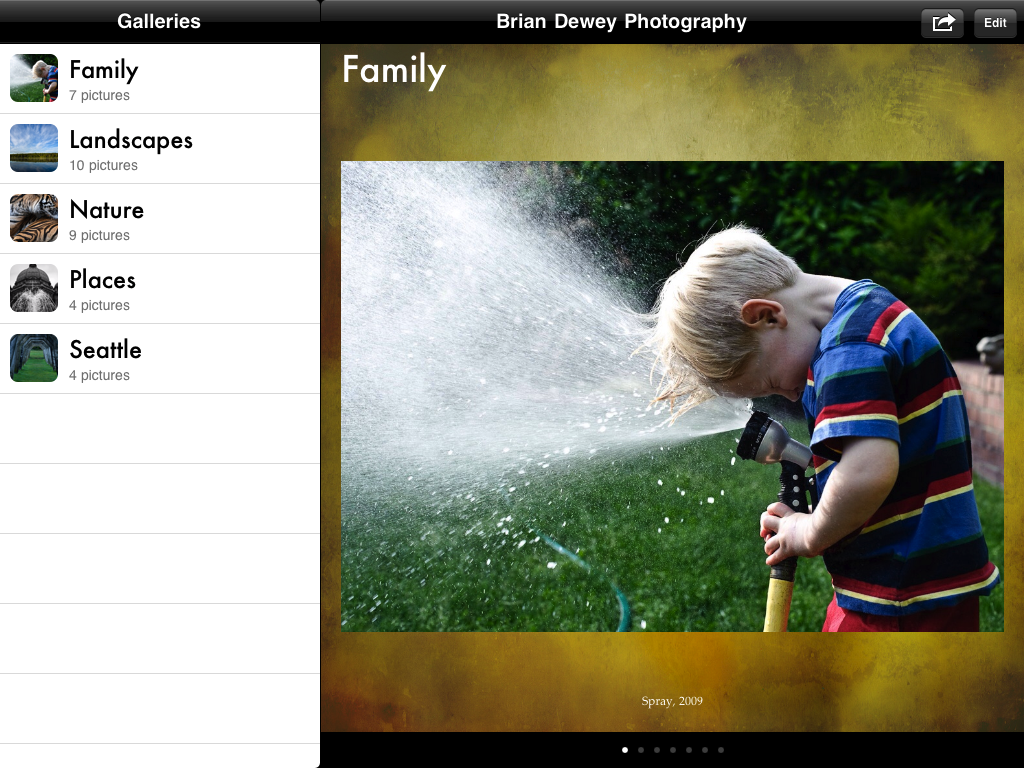 Galleries
Brian Dewey Photography
Edit
Family
7 pictures
Landscapes
10 pictures
Nature
9 pictures
Places
4 pictures
Seattle
4 pictures
Family
Spray, 2009